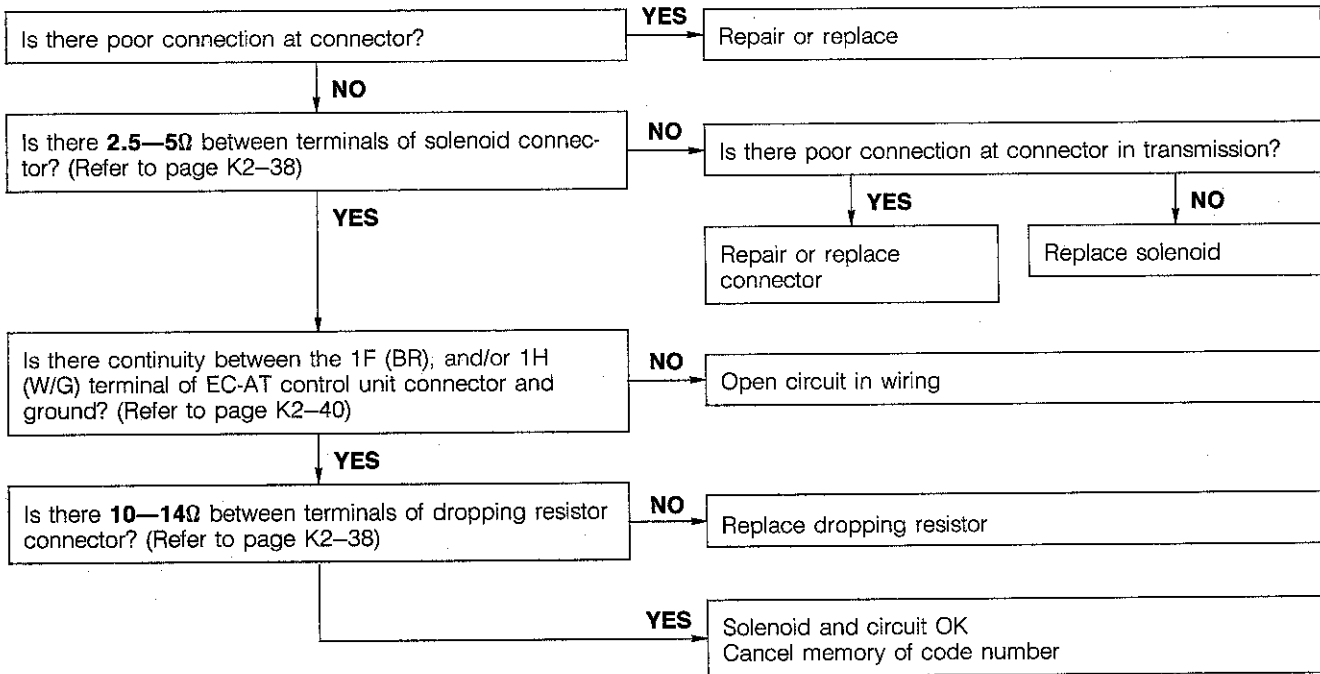 Is there poor connection at connector?
YES
Repair or replace
NO
Is there 2.5—5Ω between terminals of solenoid connec-
tor? (Refer to page K2–38)
NO
Is there poor connection at connector in transmission?
YES
YES
NO
Repair or replace
connector
Replace solenoid
Is there continuity between the 1F (BR), and/or 1H
(W/G) terminal of EC-AT control unit connector and
ground? (Refer to page K2–40)
NO
Open circuit in wiring
YES
Is there 10—14Ω between terminals of dropping resistor
connector? (Refer to page K2–38)
NO
Replace dropping resistor
YES
Solenoid and circuit OK
Cancel memory of code number